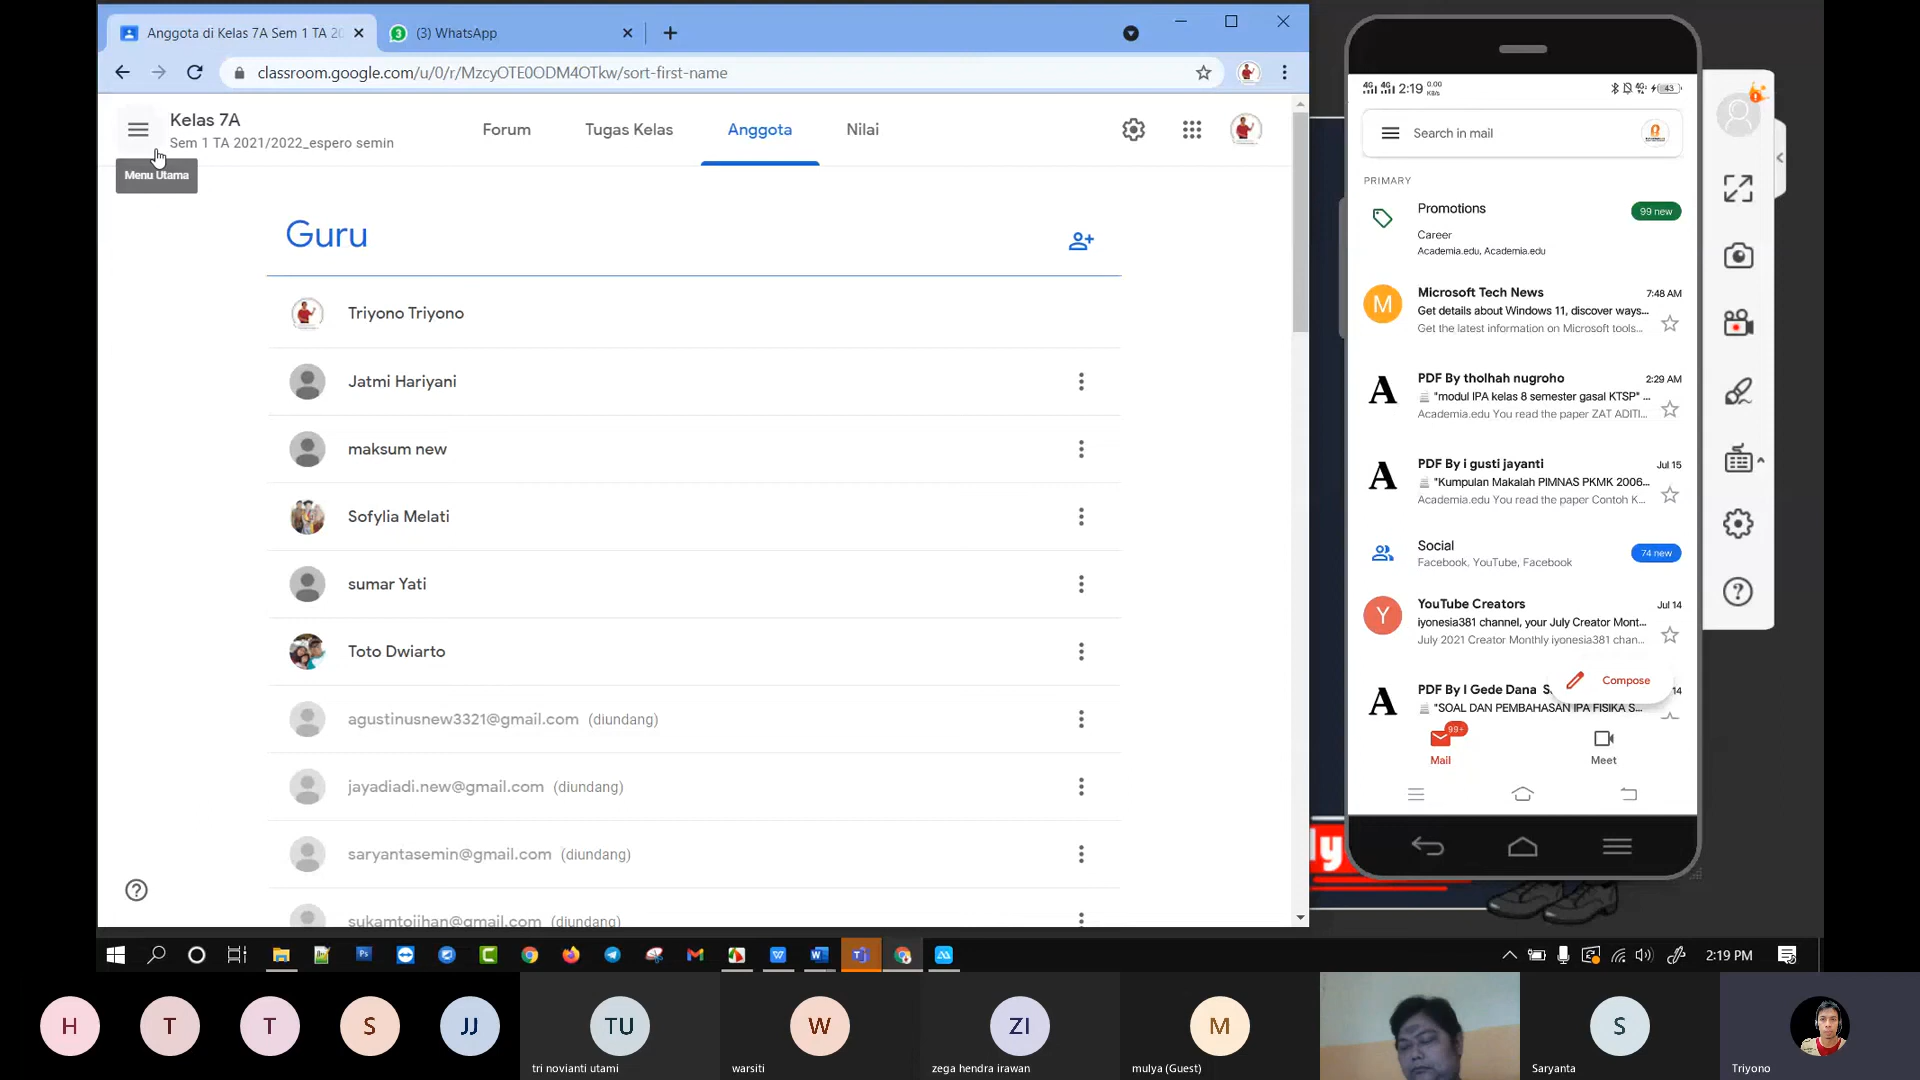 Anggota di Kelas 7A Sem 1 TA 20
(3) WhatsApp
classroom.google.com/u/0/r/MzcyOTE0ODM4OTkw/sort-first-name
Kelas 7A
Sem 1 TA 2021/2022_espero semin
Menu Utama
Forum
Tugas Kelas
Anggota
Nilai
Guru
Triyono Triyono
Jatmi Hariyani
maksum new
Sofylia Melati
sumar Yati
Toto Dwiarto
agustinusnew3321@gmail.com (diundang)
jayadiadi.new@gmail.com (diundang)
saryantasemin@gmail.com (diundang)
sukamtojihan@gmail.com (diundang)
2:19
43
Search in mail
PRIMARY
Promotions
99 new
Career
Academia.edu, Academia.edu
M
Microsoft Tech News
7:48 AM
Get details about Windows 11, discover ways...
Get the latest information on Microsoft tools...
A
PDF By tholhah nugroho
2:29 AM
"modul IPA kelas 8 semester gasal KTSP" ...
Academia.edu You read the paper ZAT ADITI...
A
PDF By i gusti jayanti
Jul 15
"Kumpulan Makalah PIMNAS PKMK 2006...
Academia.edu You read the paper Contoh K...
Social
74 new
Facebook, YouTube, Facebook
Y
YouTube Creators
Jul 14
iyonesia381 channel, your July Creator Mont...
July 2021 Creator Monthly iyonesia381 chan...
A
PDF By I Gede Dana S
14
"SOAL DAN PEMBAHASAN IPA FISIKA S...
Compose
99+
Mail
Meet
ly
2:19 PM
H
T
T
S
JJ
TU
tri novianti utami
W
warsiti
ZI
zega hendra irawan
M
mulya (Guest)
S
Saryanta
Triyono